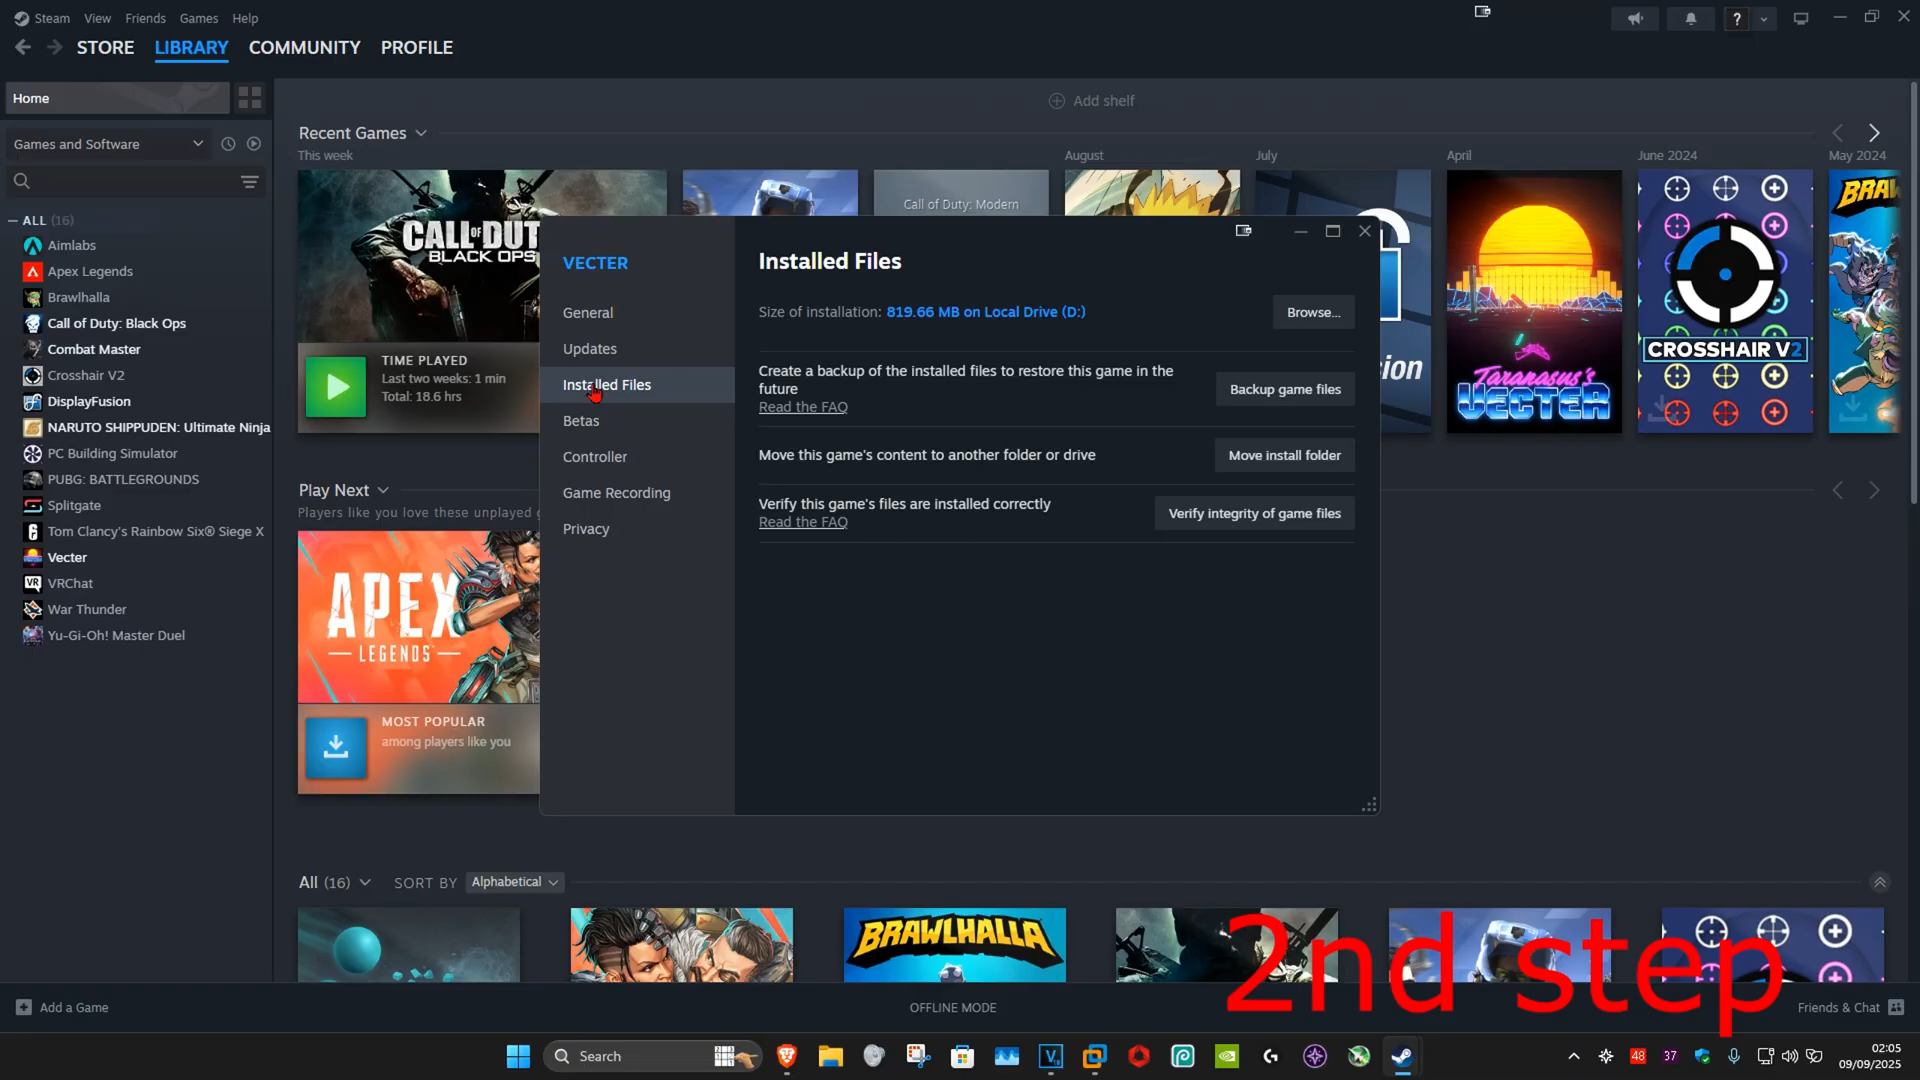 Steam View Friends Games Help
STORE LIBRARY COMMUNITY PROFILE
Home
Games and Software
ALL (16)
Aimlabs
Apex Legends
Brawlhalla
Call of Duty: Black Ops
Combat Master
Crosshair V2
DisplayFusion
NARUTO SHIPPUDEN: Ultimate Ninja
PC Building Simulator
PUBG: BATTLEGROUNDS
Splitgate
Tom Clancy's Rainbow Six® Siege X
Vecter
VRChat
War Thunder
Yu-Gi-Oh! Master Duel
Add shelf
Recent Games
This week
August
July
April
June 2024
May 2024
CALL OF DUTY
BLACK OPS
Call of Duty: Modern
TIME PLAYED
Last two weeks: 1 min
Total: 18.6 hrs
Taranasus's
VECTER
CROSSHAIR V2
VECTER
General
Updates
Installed Files
Betas
Controller
Game Recording
Privacy
Installed Files
Size of installation: 819.66 MB on Local Drive (D:)
Browse...
Create a backup of the installed files to restore this game in the
future
Read the FAQ
Backup game files
Move this game's content to another folder or drive
Move install folder
Verify this game's files are installed correctly
Read the FAQ
Verify integrity of game files
Play Next
Players like you love these unplayed
APEX
LEGENDS
MOST POPULAR
among players like you
All (16) SORT BY Alphabetical
BRAWLHALLA
2nd step
Add a Game
OFFLINE MODE
Friends & Chat
Search
48
37
02:05
09/09/2025